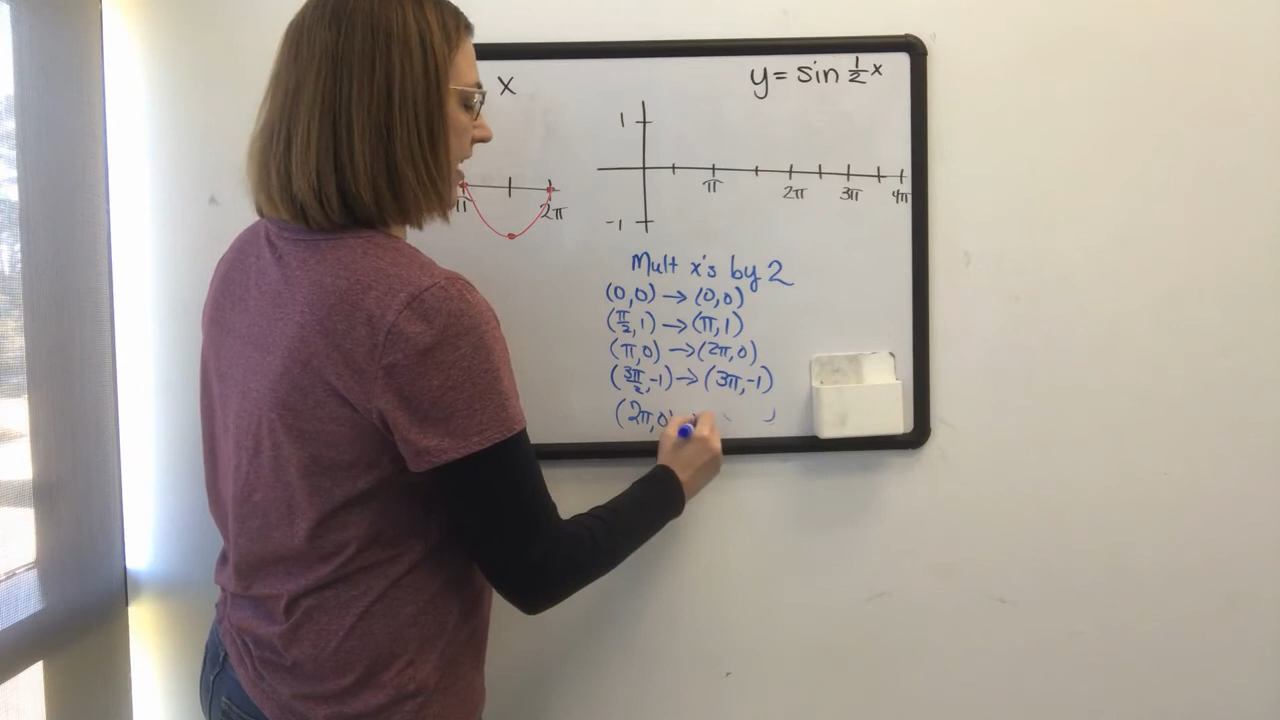 x
y = sin ½x
1
π 2π 3π 4π
π 2π
-1
Mult x's by 2
(0,0) → (0,0)
(π/2, 1) → (π, 1)
(π, 0) → (2π, 0)
(3π/2, -1) → (3π, -1)
(2π, 0